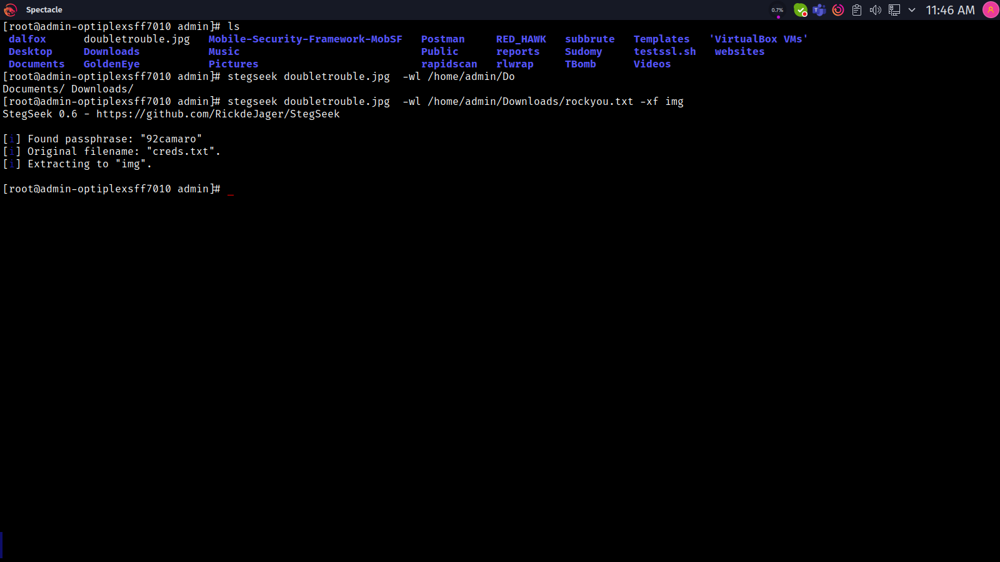 Spectacle 0.7% 11:46 AM
[root@admin-optiplexsff7010 admin]# ls
dalfox doubletrouble.jpg Mobile-Security-Framework-MobSF Postman RED_HAWK subbrute Templates 'VirtualBox VMs'
Desktop Downloads Music Public reports Sudomy testssl.sh websites
Documents GoldenEye Pictures rapidscan rlwrap TBomb Videos
[root@admin-optiplexsff7010 admin]# stegseek doubletrouble.jpg  -wl /home/admin/Do
Documents/ Downloads/
[root@admin-optiplexsff7010 admin]# stegseek doubletrouble.jpg  -wl /home/admin/Downloads/rockyou.txt -xf img
StegSeek 0.6 - https://github.com/RickdeJager/StegSeek
[i] Found passphrase: "92camaro"
[i] Original filename: "creds.txt".
[i] Extracting to "img".
[root@admin-optiplexsff7010 admin]# _